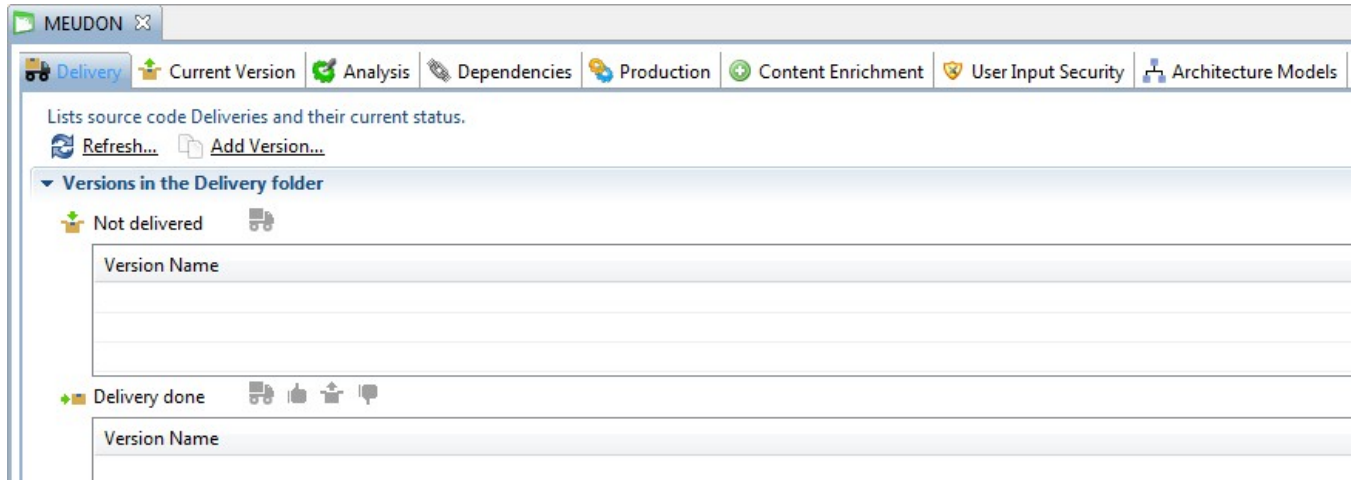 MEUDON
Delivery Current Version Analysis Dependencies Production Content Enrichment User Input Security Architecture Models
Lists source code Deliveries and their current status.
Refresh... Add Version...
Versions in the Delivery folder
Not delivered
Version Name
Delivery done
Version Name